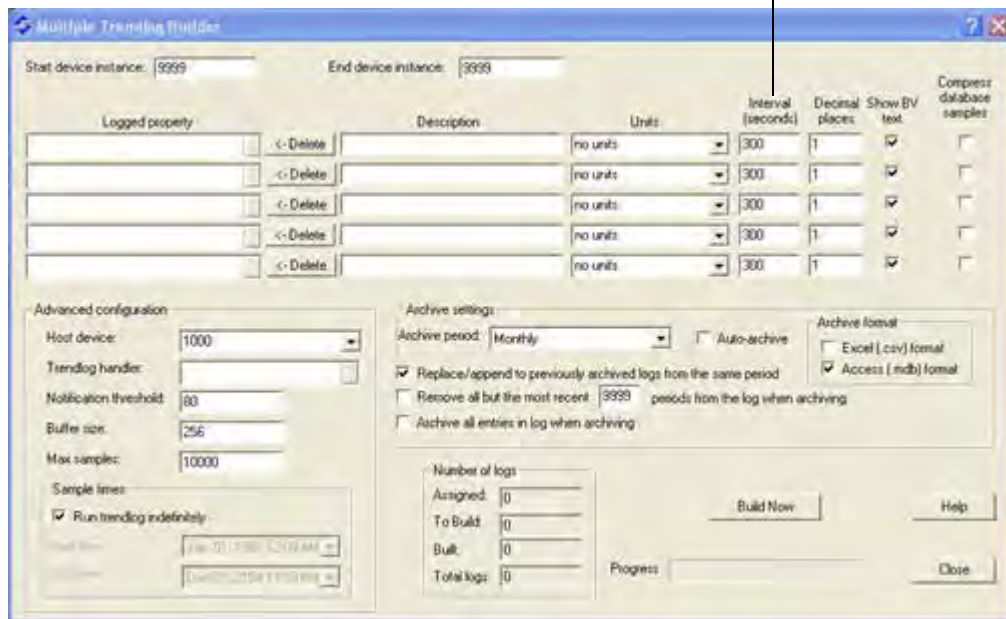 Multiple Trendlog Builder
Start device instance: 9999
End device instance: 9999
Logged property
Description
Units
Interval (seconds)
Decimal places
Show BV text
Compress database samples
<- Delete
no units
300
1
<- Delete
no units
300
1
<- Delete
no units
300
1
<- Delete
no units
300
1
<- Delete
no units
300
1
Advanced configuration
Host device: 1000
Trendlog handler:
Notification threshold: 80
Buffer size: 256
Max samples: 10000
Sample times
Run trendlog indefinitely
Archive settings
Archive period: Monthly
Auto-archive
Archive format
Excel (.csv) format
Access (.mdb) format
Replace/append to previously archived logs from the same period
Remove all but the most recent 9999 periods from the log when archiving
Archive all entries in log when archiving
Number of logs
Assigned: 0
To Build: 0
Built: 0
Total logs: 0
Build Now
Help
Progress
Close